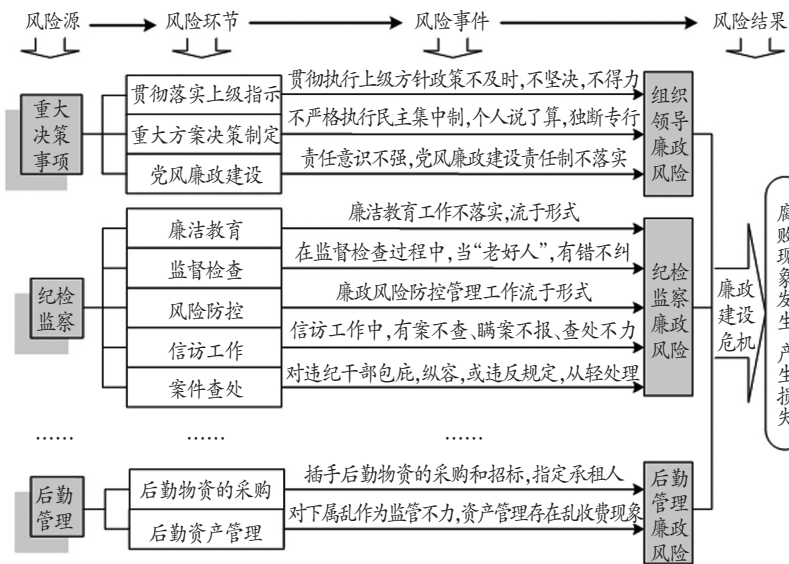 风险源 风险环节 风险事件 风险结果
重大
决策
事项
贯彻落实上级指示
重大方案决策制定
党风廉政建设
贯彻执行上级方针政策不及时,不坚决,不得力
不严格执行民主集中制,个人说了算,独断专行
责任意识不强,党风廉政建设责任制不落实
组织
领导
廉政
风险
纪检
监察
廉洁教育
监督检查
风险防控
信访工作
案件查处
廉洁教育工作不落实,流于形式
在监督检查过程中,当“老好人”,有错不纠
廉政风险防控管理工作流于形式
信访工作中,有案不查、瞒案不报、查处不力
对违纪干部包庇,纵容,或违反规定,从轻处理
纪检
监察
廉政
风险
…… …… ……
后勤
管理
后勤物资的采购
后勤资产管理
插手后勤物资的采购和招标,指定承租人
对下属乱作为监管不力,资产管理存在乱收费现象
后勤
管理
廉政
风险
廉政
建设
危机
腐败现象发生 产生损失